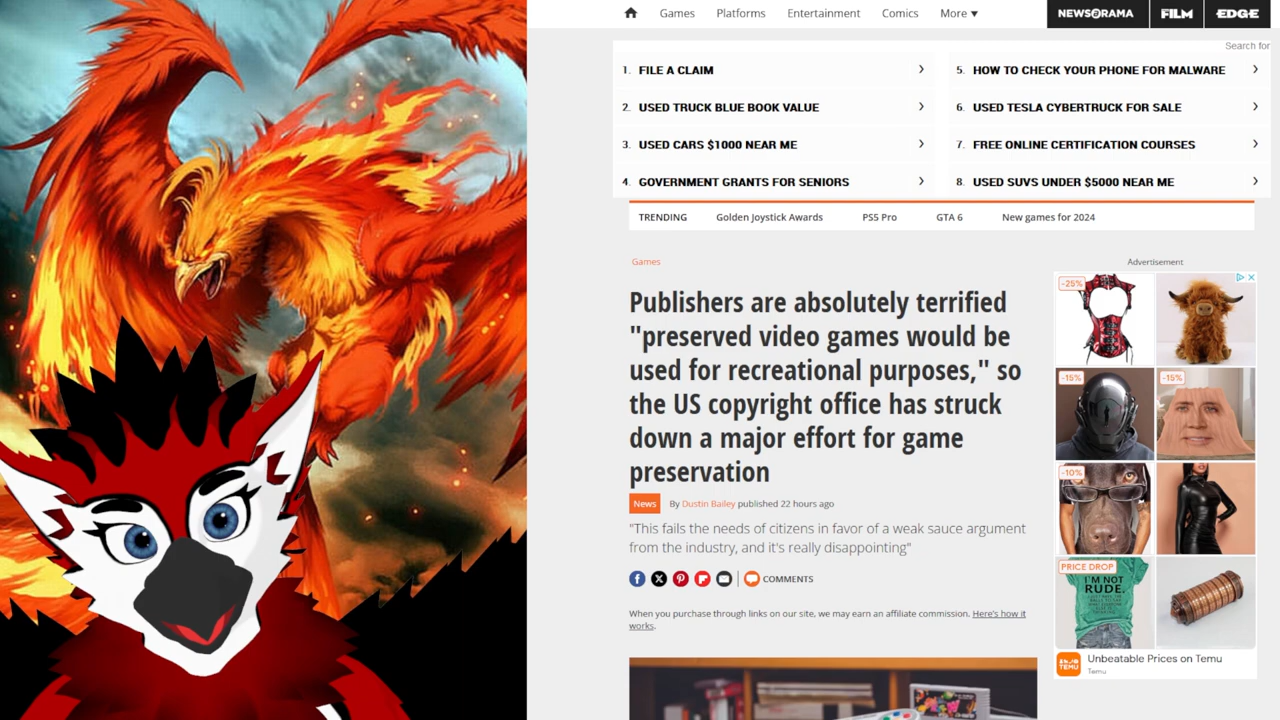 Games Platforms Entertainment Comics More ▼ NEWSARAMA FILM EDGE
Search for
1. FILE A CLAIM
2. USED TRUCK BLUE BOOK VALUE
3. USED CARS $1000 NEAR ME
4. GOVERNMENT GRANTS FOR SENIORS
5. HOW TO CHECK YOUR PHONE FOR MALWARE
6. USED TESLA CYBERTRUCK FOR SALE
7. FREE ONLINE CERTIFICATION COURSES
8. USED SUVS UNDER $5000 NEAR ME
TRENDING Golden Joystick Awards PS5 Pro GTA 6 New games for 2024
Games
Publishers are absolutely terrified
"preserved video games would be
used for recreational purposes," so
the US copyright office has struck
down a major effort for game
preservation
News By Dustin Bailey published 22 hours ago
"This fails the needs of citizens in favor of a weak sauce argument
from the industry, and it's really disappointing"
COMMENTS
When you purchase through links on our site, we may earn an affiliate commission. Here's how it
works.
Advertisement
-25%
-15%
-15%
-10%
PRICE DROP
I'M NOT
RUDE.
Unbeatable Prices on Temu
TEMU
Temu